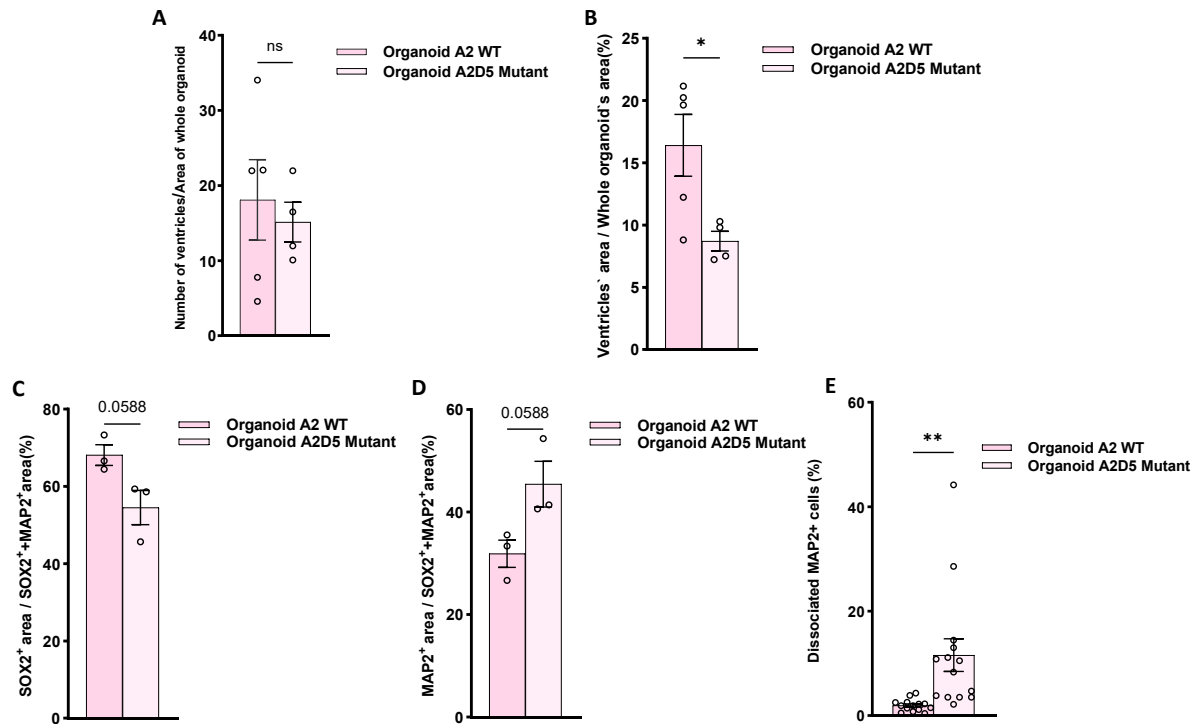 A
Number of ventricles/Area of whole organoid
40
30
20
10
0
ns
Organoid A2 WT
Organoid A2D5 Mutant
B
Ventricles` area / Whole organoid`s area(%)
25
20
15
10
5
0
*
Organoid A2 WT
Organoid A2D5 Mutant
C
SOX2⁺ area / SOX2⁺+MAP2⁺area(%)
80
60
40
20
0
0.0588
Organoid A2 WT
Organoid A2D5 Mutant
D
MAP2⁺ area / SOX2⁺+MAP2⁺area(%)
60
40
20
0
0.0588
Organoid A2 WT
Organoid A2D5 Mutant
E
Dissociated MAP2+ cells (%)
60
40
20
0
**
Organoid A2 WT
Organoid A2D5 Mutant